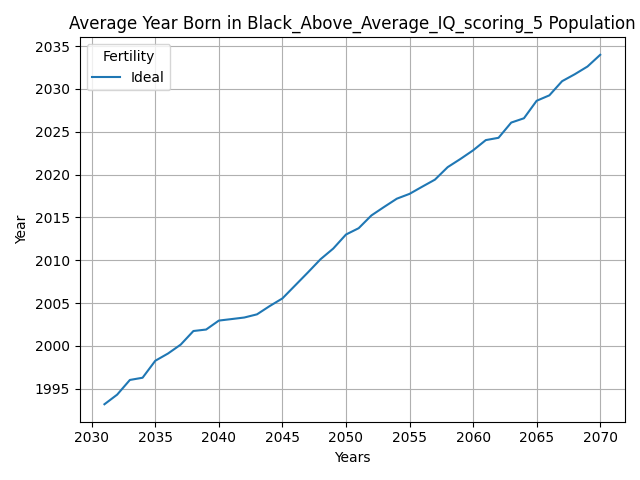 Average Year Born in Black_Above_Average_IQ_scoring_5 Population
Fertility
Ideal
Year
2035
2030
2025
2020
2015
2010
2005
2000
1995
2030 2035 2040 2045 2050 2055 2060 2065 2070
Years